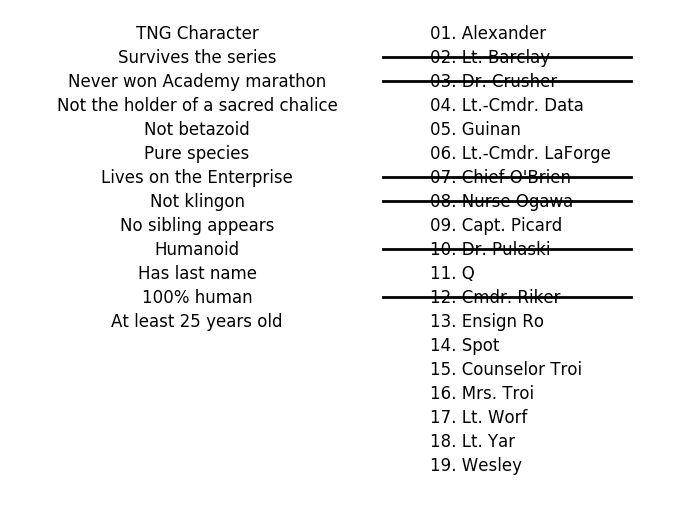 TNG Character
Survives the series
Never won Academy marathon
Not the holder of a sacred chalice
Not betazoid
Pure species
Lives on the Enterprise
Not klingon
No sibling appears
Humanoid
Has last name
100% human
At least 25 years old
01. Alexander
02. Lt. Barclay
03. Dr. Crusher
04. Lt.-Cmdr. Data
05. Guinan
06. Lt.-Cmdr. LaForge
07. Chief O'Brien
08. Nurse Ogawa
09. Capt. Picard
10. Dr. Pulaski
11. Q
12. Cmdr. Riker
13. Ensign Ro
14. Spot
15. Counselor Troi
16. Mrs. Troi
17. Lt. Worf
18. Lt. Yar
19. Wesley